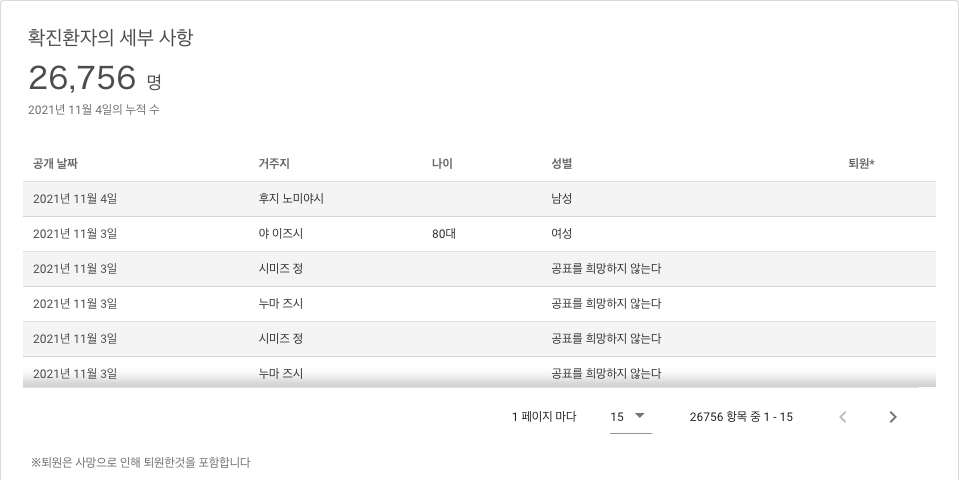 확진환자의 세부 사항
26,756 명
2021년 11월 4일의 누적 수
공개 날짜 거주지 나이 성별 퇴원*
2021년 11월 4일 후지 노미야시 남성
2021년 11월 3일 야 이즈시 80대 여성
2021년 11월 3일 시미즈 정 공표를 희망하지 않는다
2021년 11월 3일 누마 즈시 공표를 희망하지 않는다
2021년 11월 3일 시미즈 정 공표를 희망하지 않는다
2021년 11월 3일 누마 즈시 공표를 희망하지 않는다
1 페이지 마다 15 26756 항목 중 1 - 15
※퇴원은 사망으로 인해 퇴원한것을 포함합니다